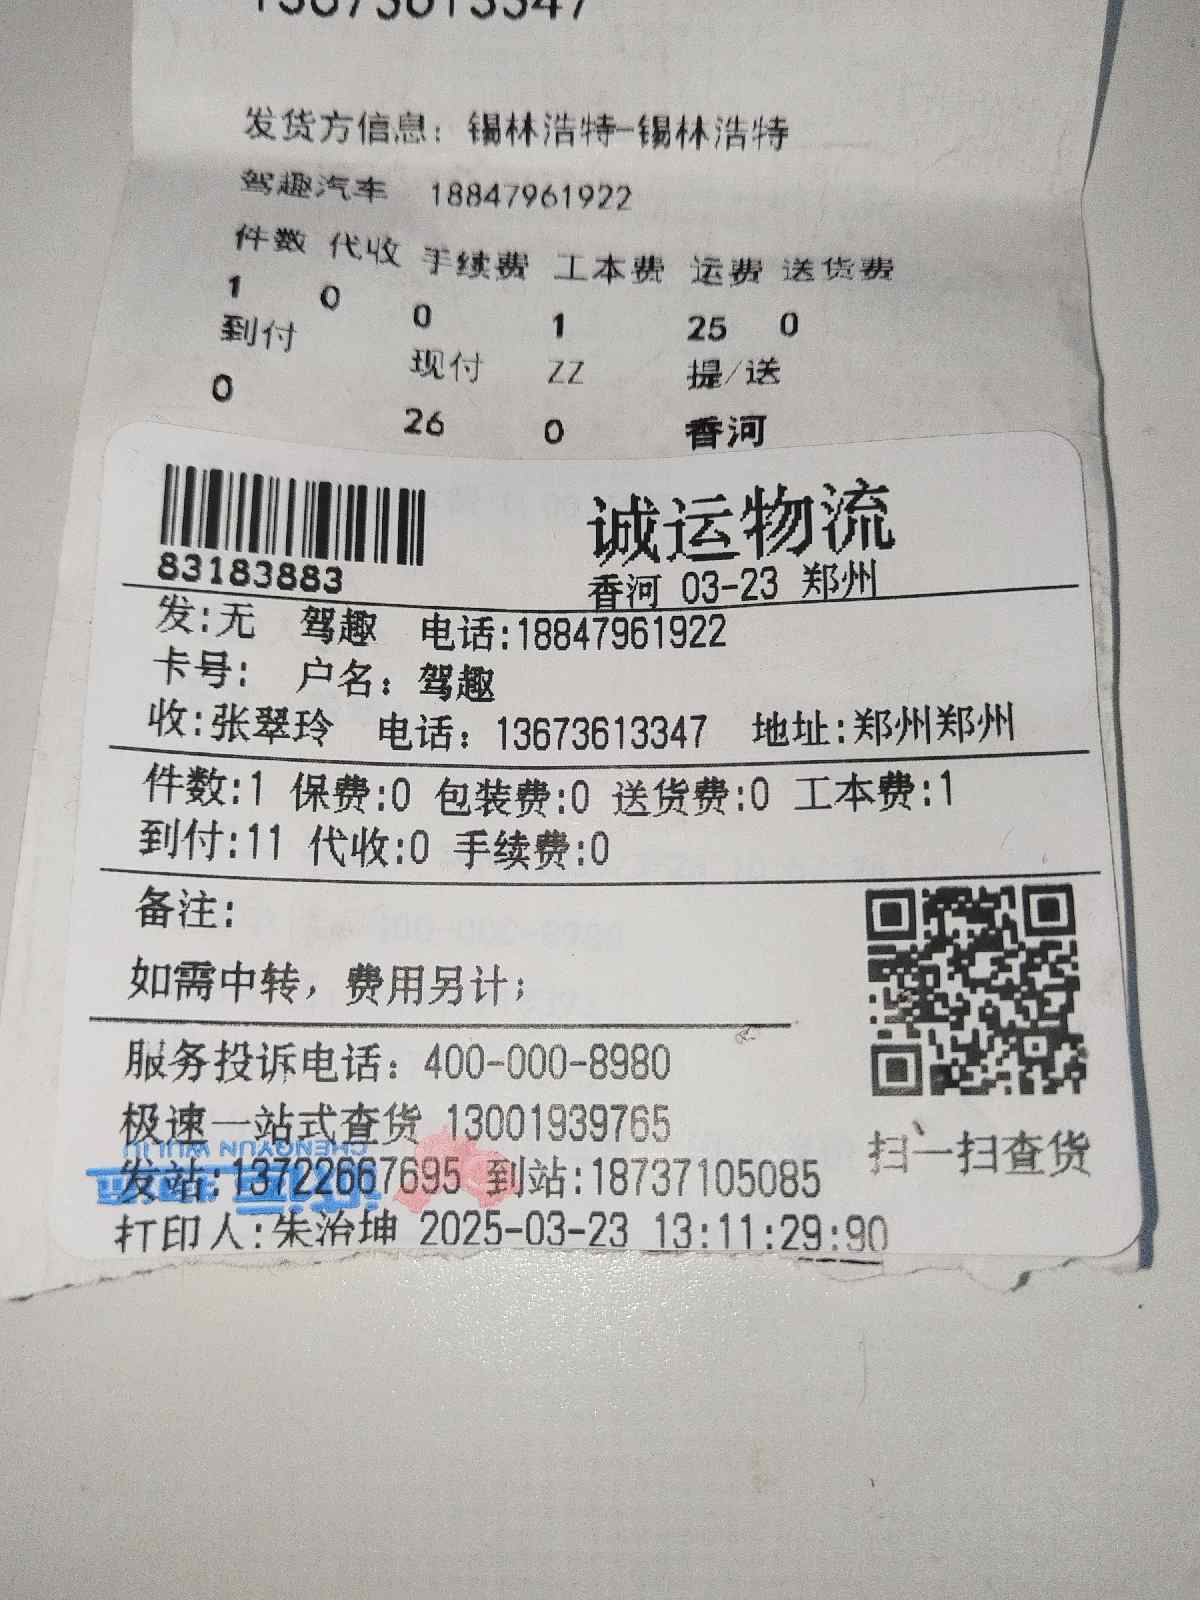 13673613347
发货方信息：锡林浩特-锡林浩特
驾趣汽车 18847961922
件数 代收 手续费 工本费 运费 送货费
1 0 0 1 25 0
到付 现付 ZZ 提/送
0 26 0 香河
诚运物流
83183883
香河 03-23 郑州
发:无 驾趣 电话:18847961922
卡号: 户名：驾趣
收:张翠玲 电话：13673613347 地址:郑州郑州
件数:1 保费:0 包装费:0 送货费:0 工本费:1
到付:11 代收:0 手续费:0
备注:
如需中转，费用另计；
服务投诉电话：400-000-8980
极速一站式查货 13001939765
扫一扫查货
CHENGYUN WULIU
发站:13722667695 到站:18737105085
打印人:朱治坤 2025-03-23 13:11:29:90